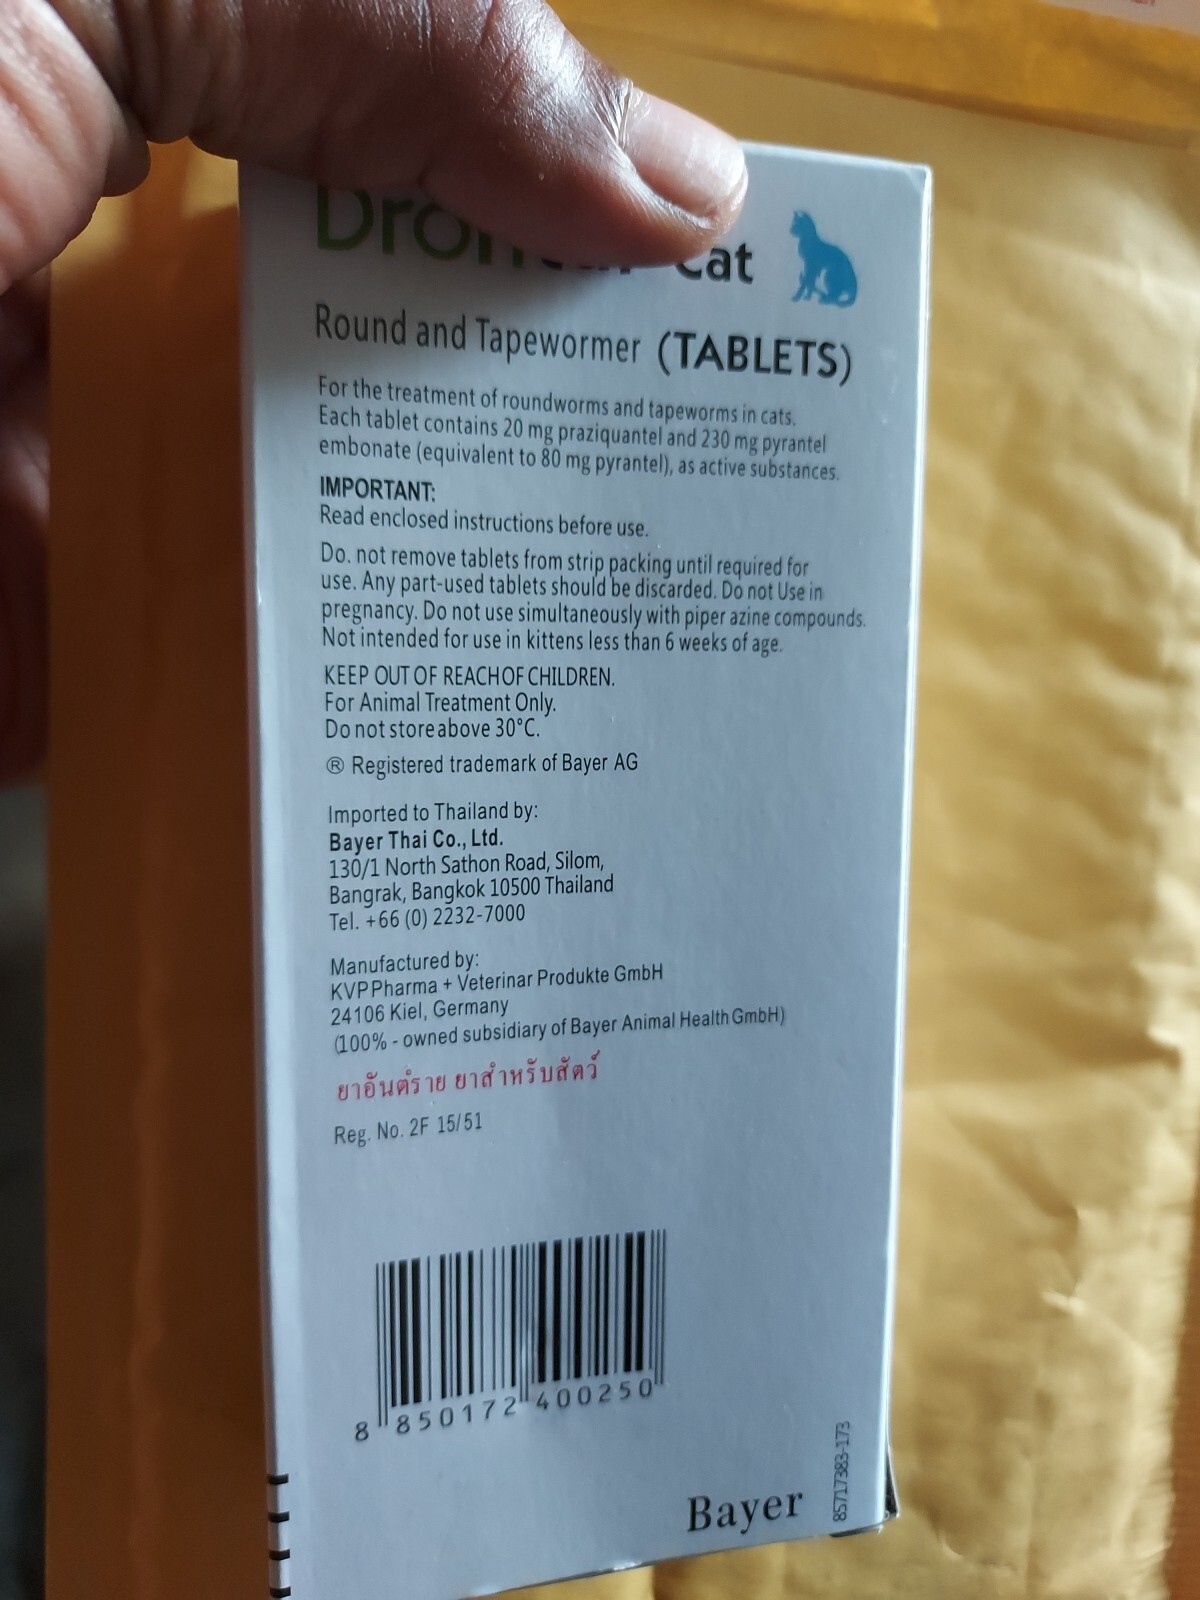 Cat
Round and Tapewormer (TABLETS)
For the treatment of roundworms and tapeworms in cats.
Each tablet contains 20 mg praziquantel and 230 mg pyrantel
embonate (equivalent to 80 mg pyrantel), as active substances.
IMPORTANT:
Read enclosed instructions before use.
Do. not remove tablets from strip packing until required for
use. Any part-used tablets should be discarded. Do not Use in
pregnancy. Do not use simultaneously with piper azine compounds.
Not intended for use in kittens less than 6 weeks of age.
KEEP OUT OF REACHOF CHILDREN.
For Animal Treatment Only.
Do not store above 30°C.
® Registered trademark of Bayer AG
Imported to Thailand by:
Bayer Thai Co., Ltd.
130/1 North Sathon Road, Silom,
Bangrak, Bangkok 10500 Thailand
Tel. +66 (0) 2232-7000
Manufactured by:
KVPPharma + Veterinar Produkte GmbH
24106 Kiel, Germany
(100% - owned subsidiary of Bayer Animal Health GmbH)
ยาอันตราย ยาสำหรับสัตว์
Reg. No. 2F 15/51
8 850172 400250
Bayer
85717383-173